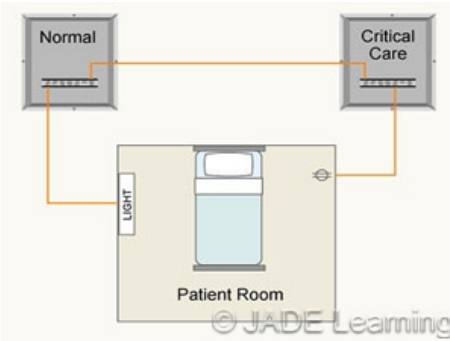 Normal
Critical
Care
LIGHT
Patient Room
© JADE Learning